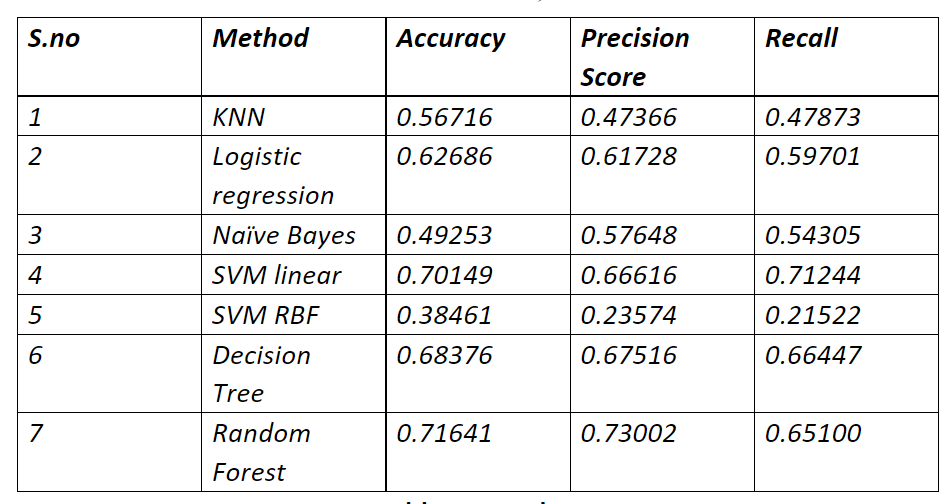 S.no Method Accuracy Precision Recall
Score
1 KNN 0.56716 0.47366 0.47873
2 Logistic 0.62686 0.61728 0.59701
regression
3 Naïve Bayes 0.49253 0.57648 0.54305
4 SVM linear 0.70149 0.66616 0.71244
5 SVM RBF 0.38461 0.23574 0.21522
6 Decision 0.68376 0.67516 0.66447
Tree
7 Random 0.71641 0.73002 0.65100
Forest